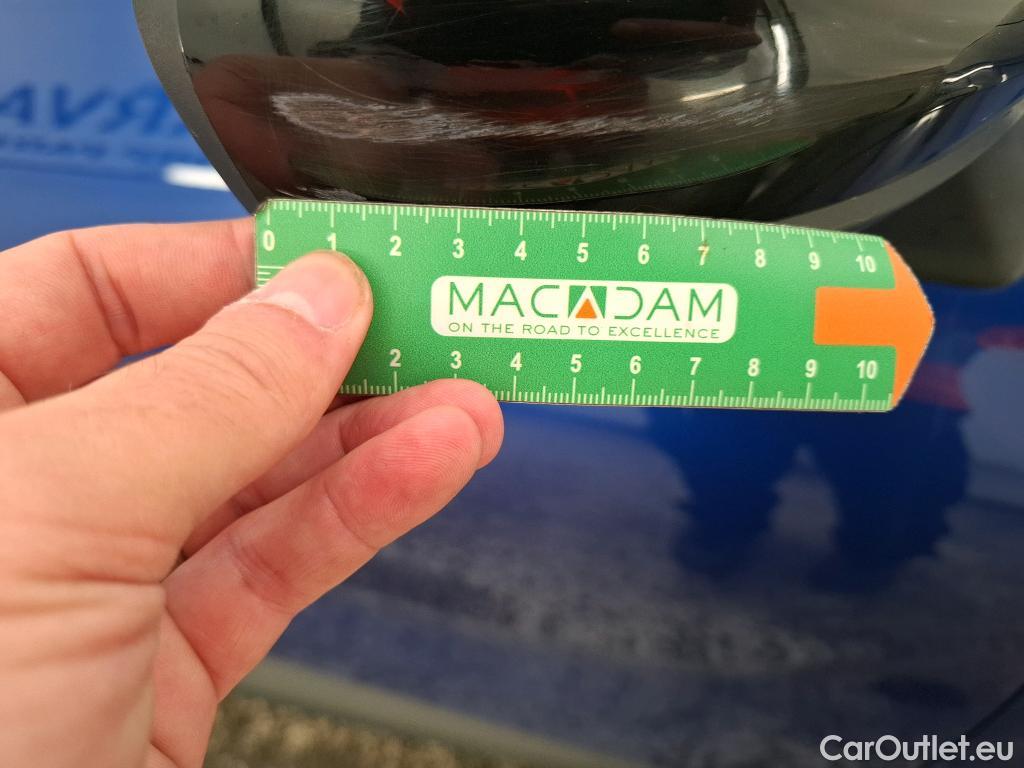 0 1 2 3 4 5 6 7 8 9 10
MACADAM
ON THE ROAD TO EXCELLENCE
2 3 4 5 6 7 8 9 10
CarOutlet.eu